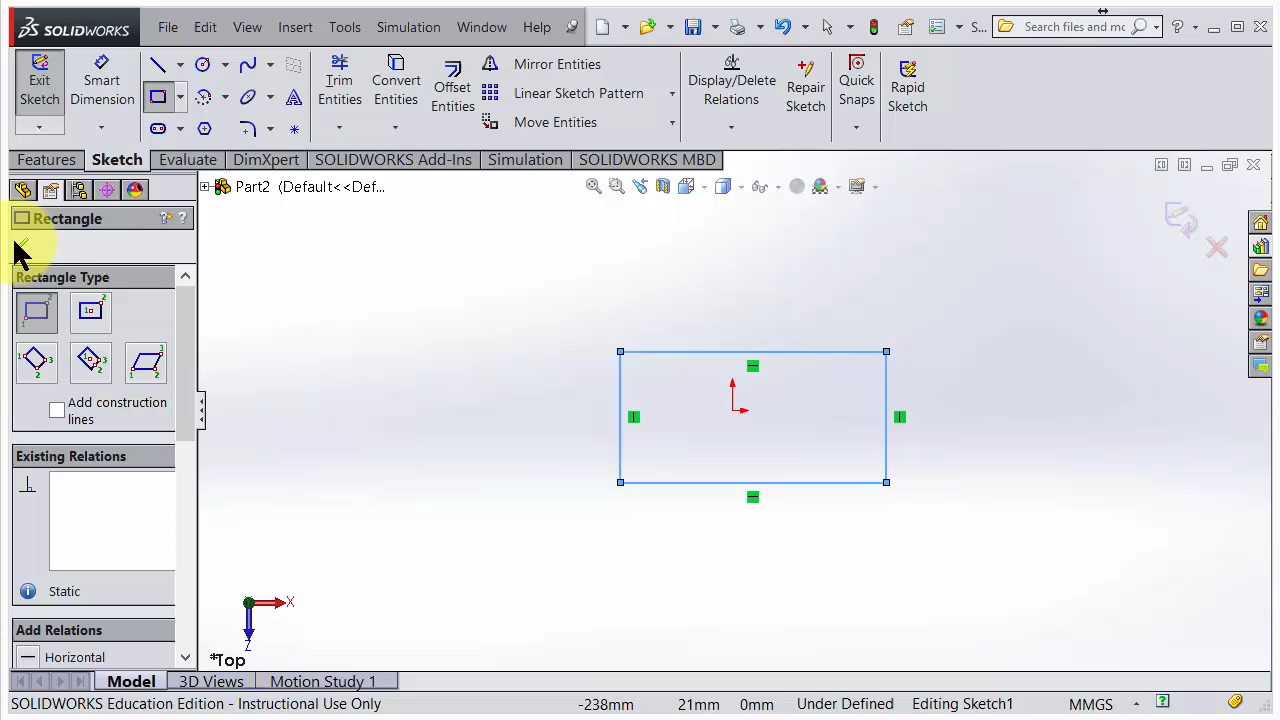 SOLIDWORKS File Edit View Insert Tools Simulation Window Help S... Search files and mo ?
Exit Sketch
Smart Dimension
Trim Entities
Convert Entities
Offset Entities
Mirror Entities
Linear Sketch Pattern
Move Entities
Display/Delete Relations
Repair Sketch
Quick Snaps
Rapid Sketch
Features Sketch Evaluate DimXpert SOLIDWORKS Add-Ins Simulation SOLIDWORKS MBD
Part2 (Default<<Def...
Rectangle ?
Rectangle Type
Add construction
lines
Existing Relations
Static
Add Relations
Horizontal
X
Z
*Top
Model 3D Views Motion Study 1
SOLIDWORKS Education Edition - Instructional Use Only -238mm 21mm 0mm Under Defined Editing Sketch1 MMGS